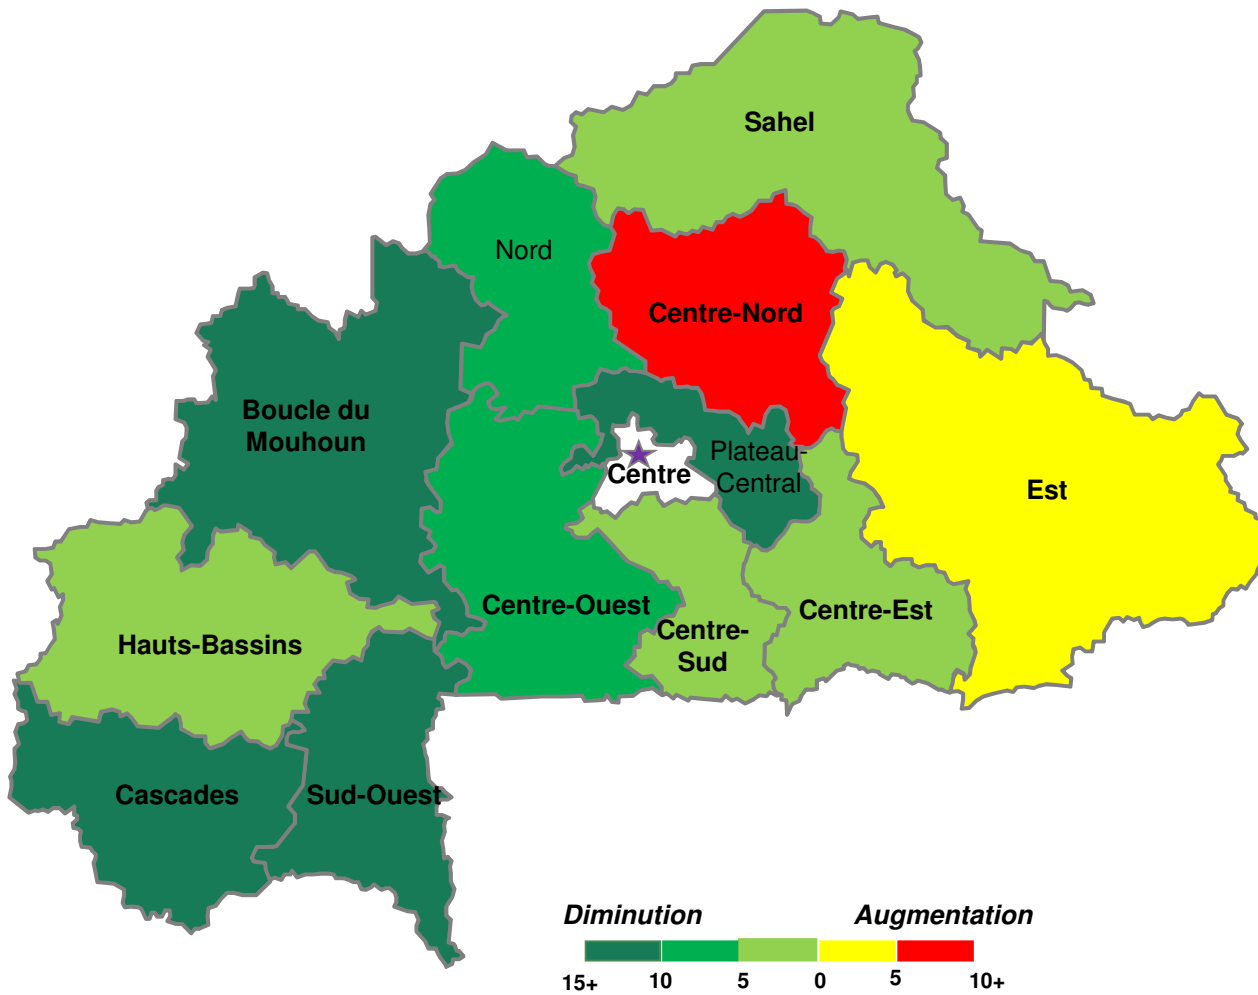 Sahel
Nord
Centre-Nord
Boucle du
Mouhoun
Plateau-
Central
Centre
Est
Centre-Ouest
Centre-Est
Centre-
Sud
Hauts-Bassins
Cascades
Sud-Ouest
Diminution Augmentation
15+ 10 5 0 5 10+